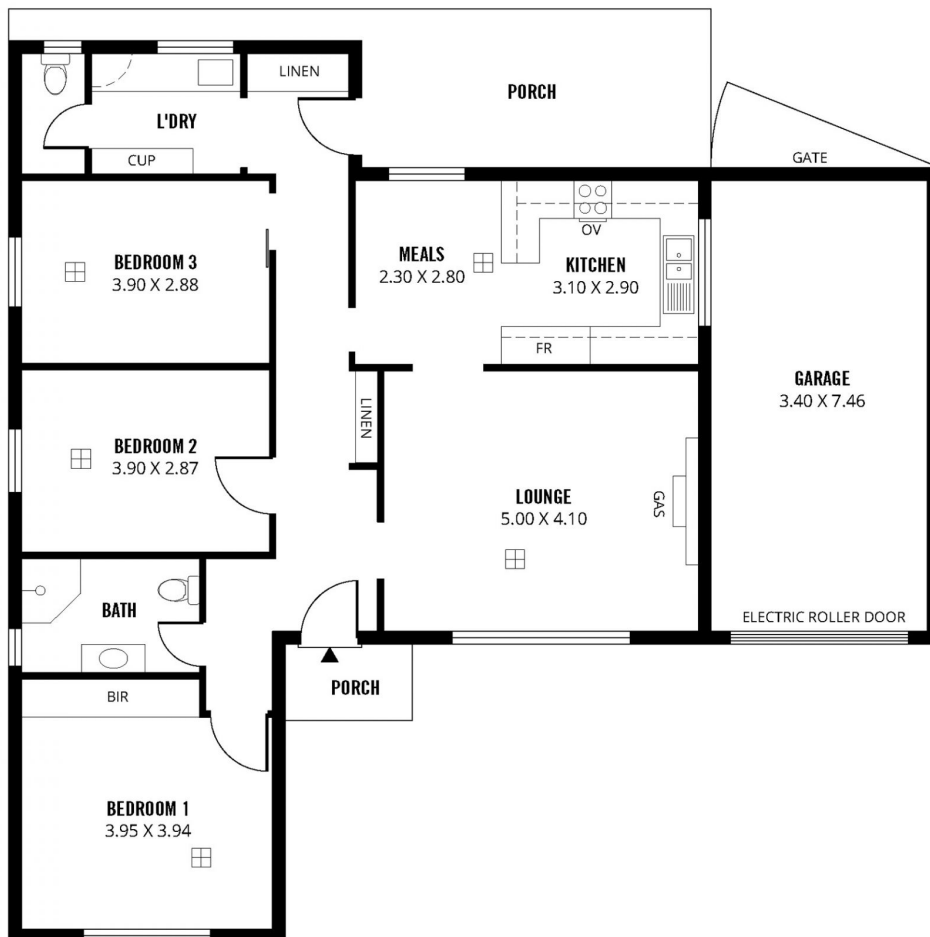 LINEN
PORCH
L'DRY
CUP
GATE
OV
MEALS
2.30 X 2.80
KITCHEN
3.10 X 2.90
BEDROOM 3
3.90 X 2.88
FR
GARAGE
3.40 X 7.46
LINEN
BEDROOM 2
3.90 X 2.87
LOUNGE
5.00 X 4.10
GAS
BATH
ELECTRIC ROLLER DOOR
PORCH
BIR
BEDROOM 1
3.95 X 3.94